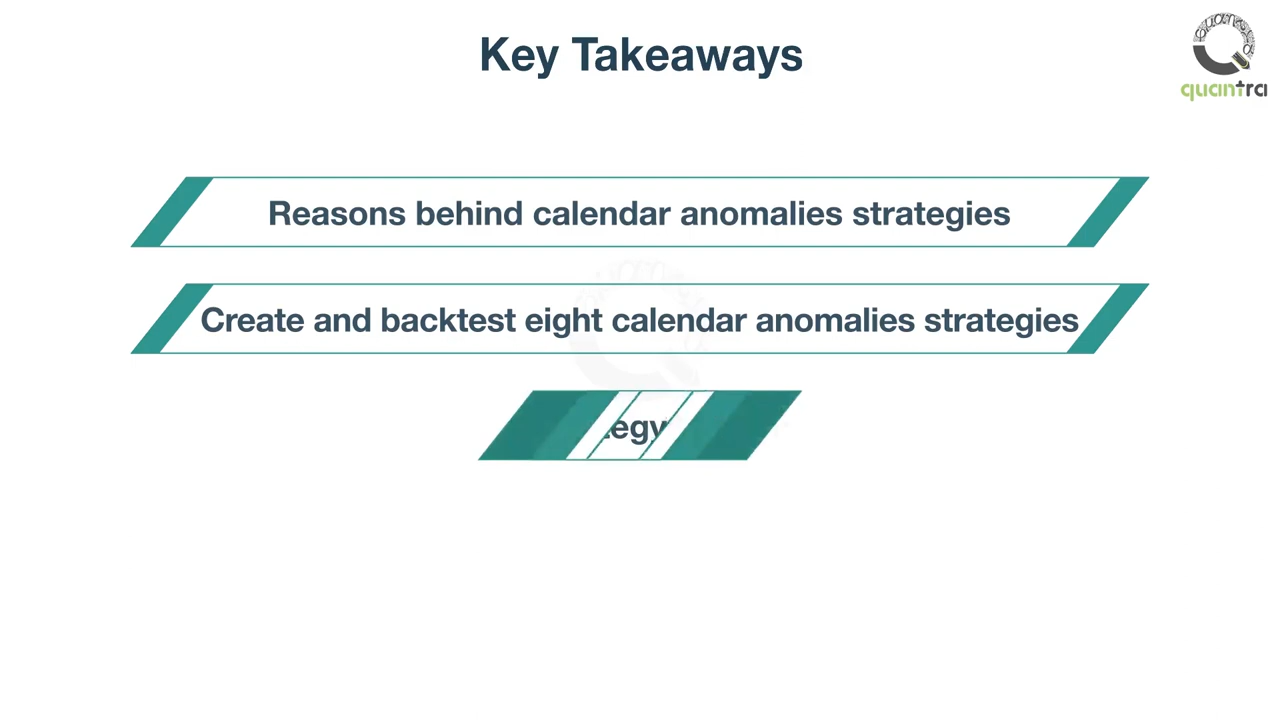 Key Takeaways
quantra
Reasons behind calendar anomalies strategies
Create and backtest eight calendar anomalies strategies